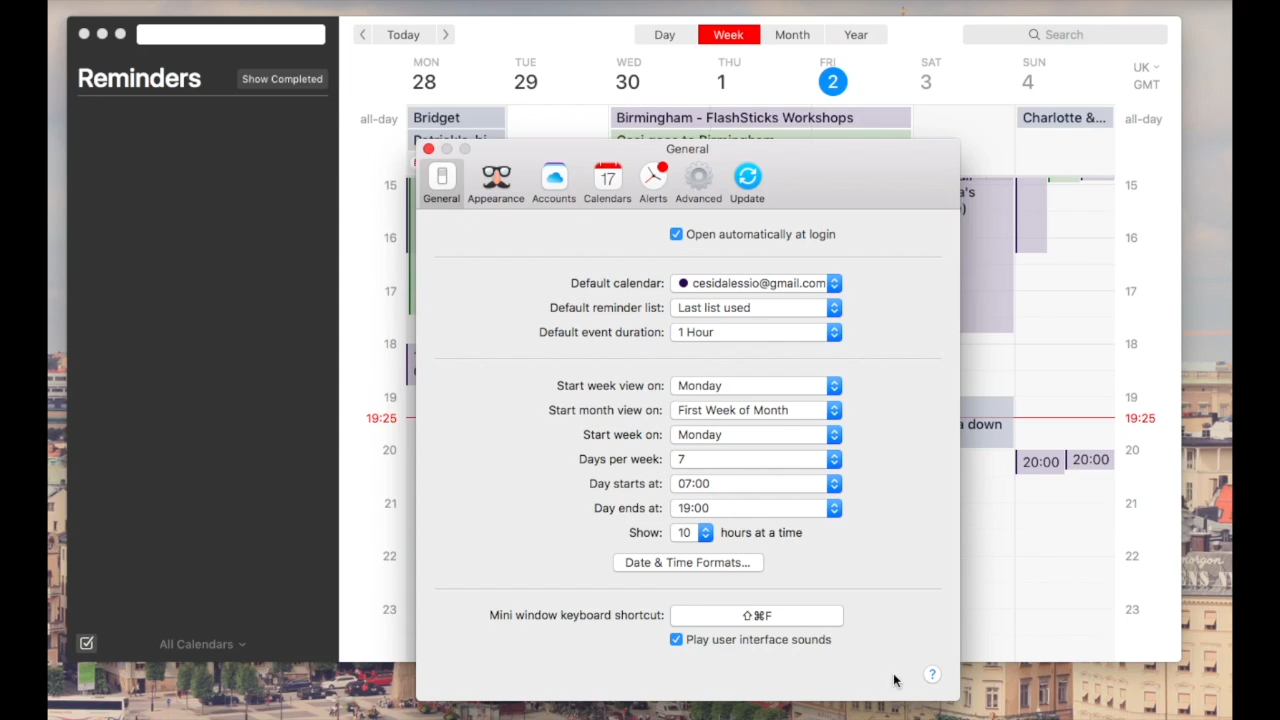 Reminders
Show Completed
All Calendars
Today
Day
Week
Month
Year
Search
MON
28
TUE
29
WED
30
THU
1
FRI
2
SAT
3
SUN
4
UK
GMT
all-day
Bridget
Birmingham - FlashSticks Workshops
Charlotte &...
all-day
General
General
Appearance
17
Accounts
Calendars
Alerts
Advanced
Update
Open automatically at login
Default calendar: cesidalessio@gmail.com
Default reminder list: Last list used
Default event duration: 1 Hour
Start week view on: Monday
Start month view on: First Week of Month
Start week on: Monday
Days per week: 7
Day starts at: 07:00
Day ends at: 19:00
Show: 10 hours at a time
Date & Time Formats...
Mini window keyboard shortcut: ⇧⌘F
Play user interface sounds
?
15
16
17
18
19
19:25
20
21
22
23
a's
)
a down
20:00
20:00
15
16
17
18
19
19:25
20
21
22
23